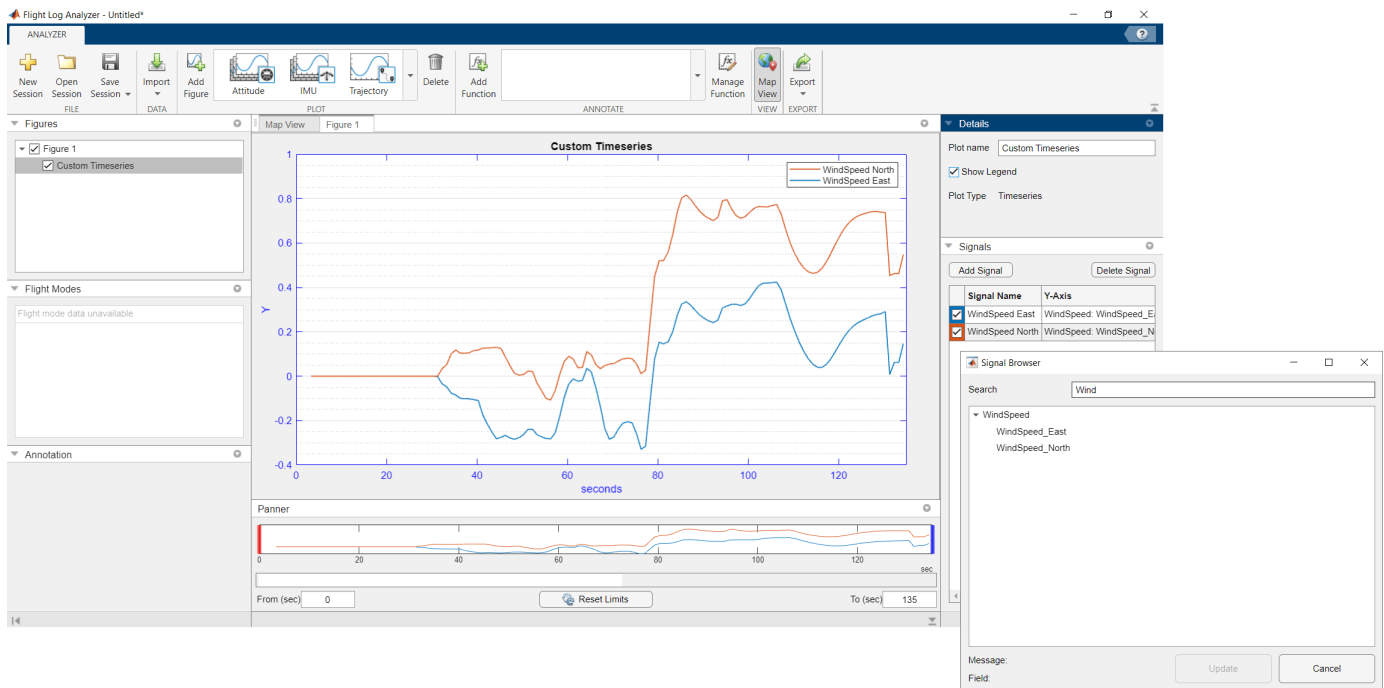 Flight Log Analyzer - Untitled*
ANALYZER
?
New Session
Open Session
Save Session
Import
Add Figure
Attitude
IMU
Trajectory
Delete
Add Function
Manage Function
Map View
Export
FILE
DATA
PLOT
ANNOTATE
VIEW
EXPORT
Figures
Figure 1
Custom Timeseries
Flight Modes
Flight mode data unavailable
Annotation
Map View
Figure 1
Custom Timeseries
WindSpeed North
WindSpeed East
1
0.8
0.6
0.4
0.2
0
-0.2
-0.4
Y
0 20 40 60 80 100 120
seconds
Panner
0 20 40 60 80 100 120
sec
From (sec) 0
Reset Limits
To (sec) 135
Details
Plot name Custom Timeseries
Show Legend
Plot Type Timeseries
Signals
Add Signal
Delete Signal
Signal Name Y-Axis
WindSpeed East WindSpeed: WindSpeed_E
WindSpeed North WindSpeed: WindSpeed_N
Signal Browser
Search Wind
WindSpeed
WindSpeed_East
WindSpeed_North
Message:
Field:
Update
Cancel